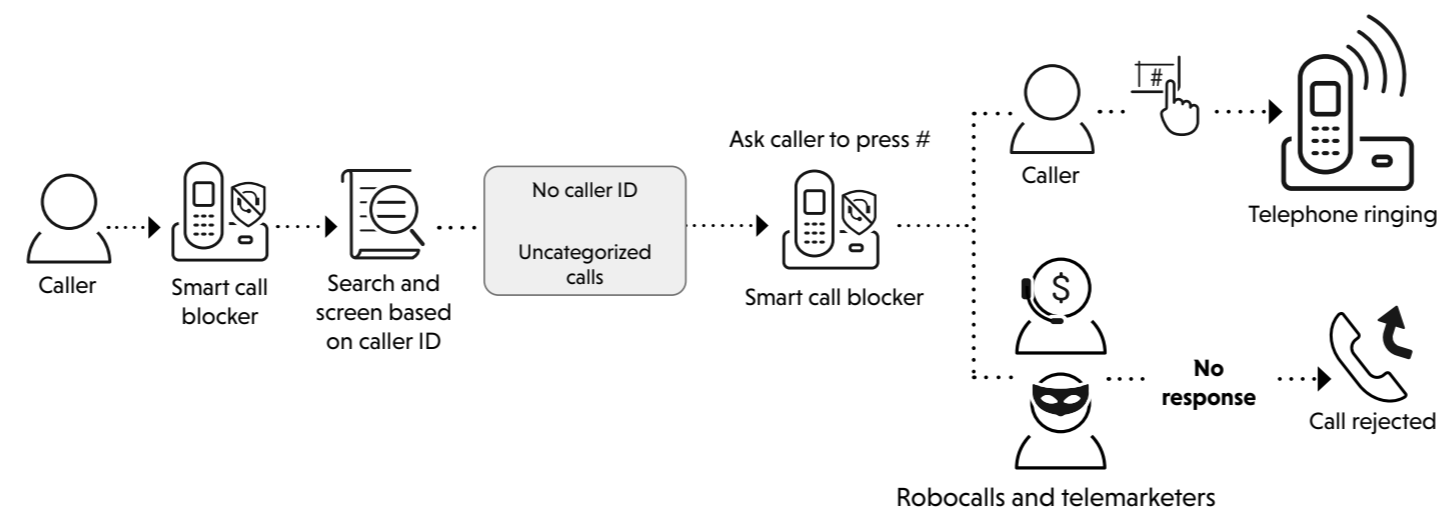 Caller
Smart call
blocker
Search and
screen based
on caller ID
No caller ID
Uncategorized
calls
Ask caller to press #
Smart call blocker
#
Caller
Telephone ringing
$
No
response
Call rejected
Robocalls and telemarketers